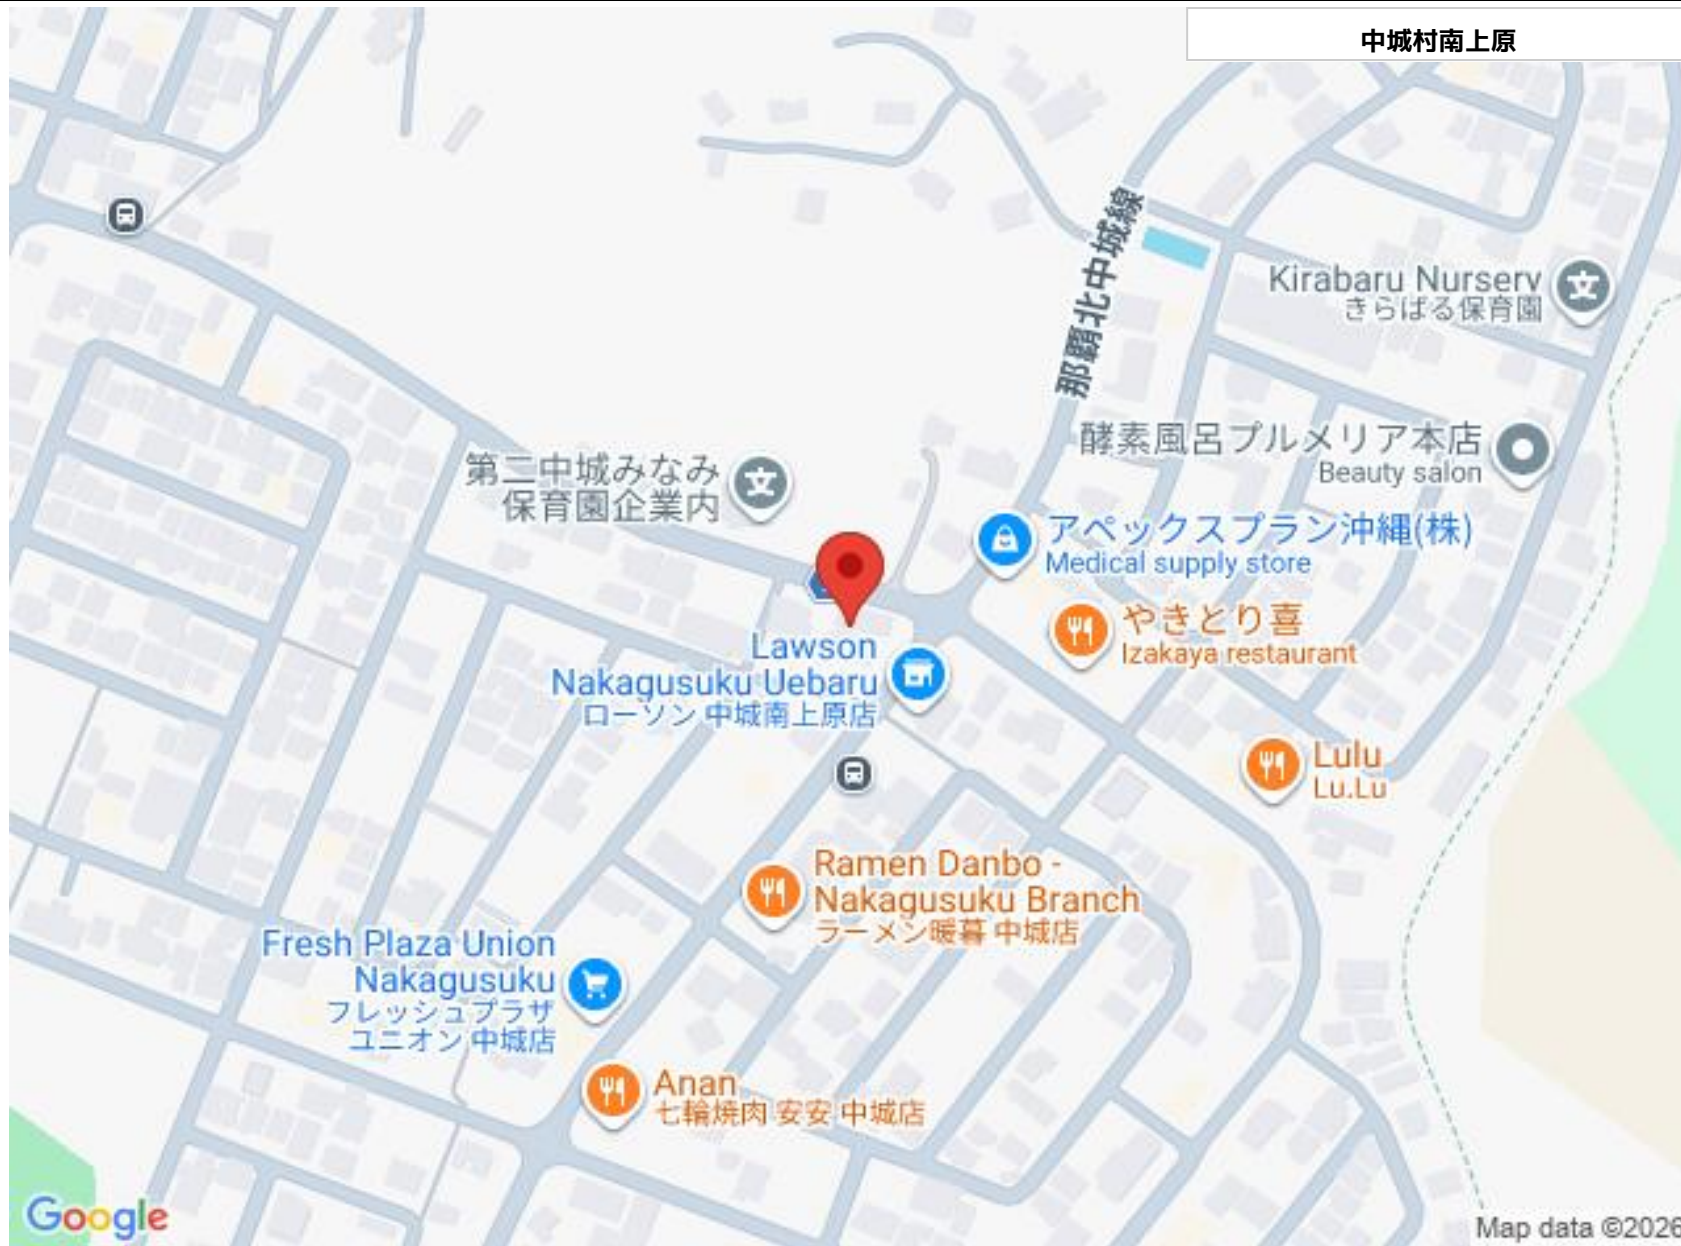 中城村南上原
那覇北中城線
Kirabaru Nursery
きらばる保育園
酵素風呂プルメリア本店
Beauty salon
第二中城みなみ
保育園企業内
アペックスプラン沖縄(株)
Medical supply store
やきとり喜
Izakaya restaurant
Lawson
Nakagusuku Uebaru
ローソン 中城南上原店
Lulu
Lu.Lu
Ramen Danbo -
Nakagusuku Branch
ラーメン暖暮 中城店
Fresh Plaza Union
Nakagusuku
フレッシュプラザ
ユニオン 中城店
Anan
七輪焼肉 安安 中城店
Google
Map data ©2026